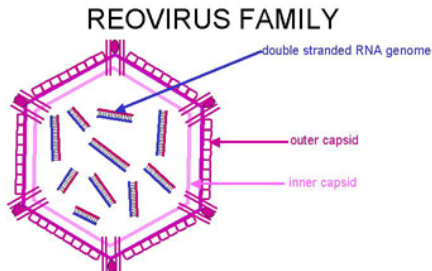 REOVIRUS FAMILY
double stranded RNA genome
outer capsid
inner capsid